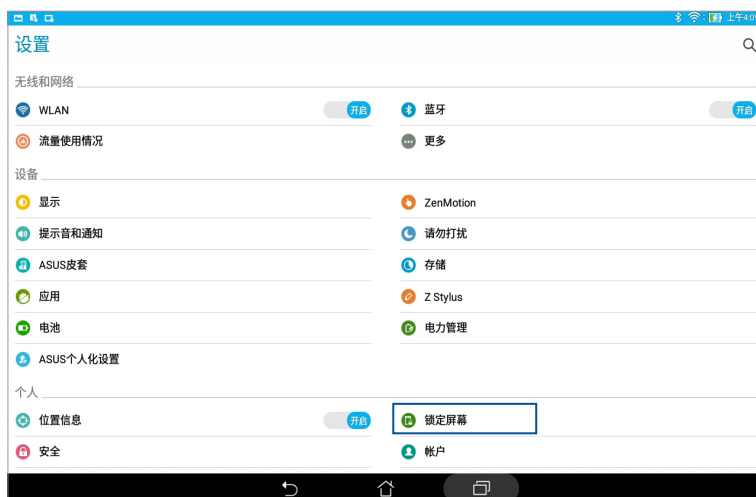 上午4:09
设置
无线和网络
WLAN 开启 蓝牙 开启
流量使用情况 更多
设备
显示 ZenMotion
提示音和通知 请勿打扰
ASUS皮套 存储
应用 Z Stylus
电池 电力管理
ASUS个人化设置
个人
位置信息 开启 锁定屏幕
安全 帐户